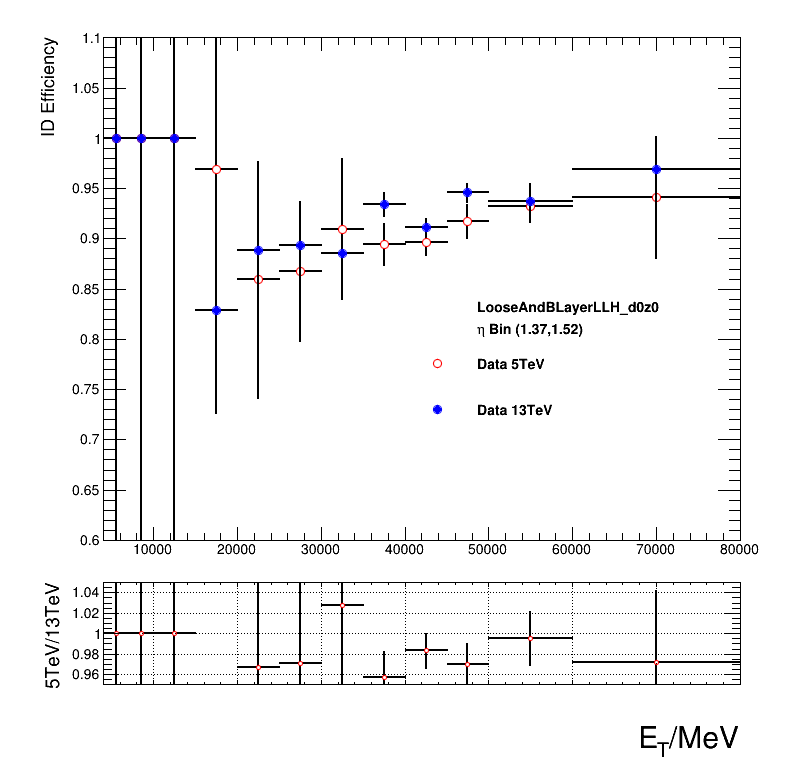 ID Efficiency
1.1
1.05
1
0.95
0.9
0.85
0.8
0.75
0.7
0.65
0.6
LooseAndBLayerLLH_d0z0
η Bin (1.37,1.52)
Data 5TeV
Data 13TeV
10000 20000 30000 40000 50000 60000 70000 80000
5TeV/13TeV
1.04
1.02
1
0.98
0.96
E_T/MeV